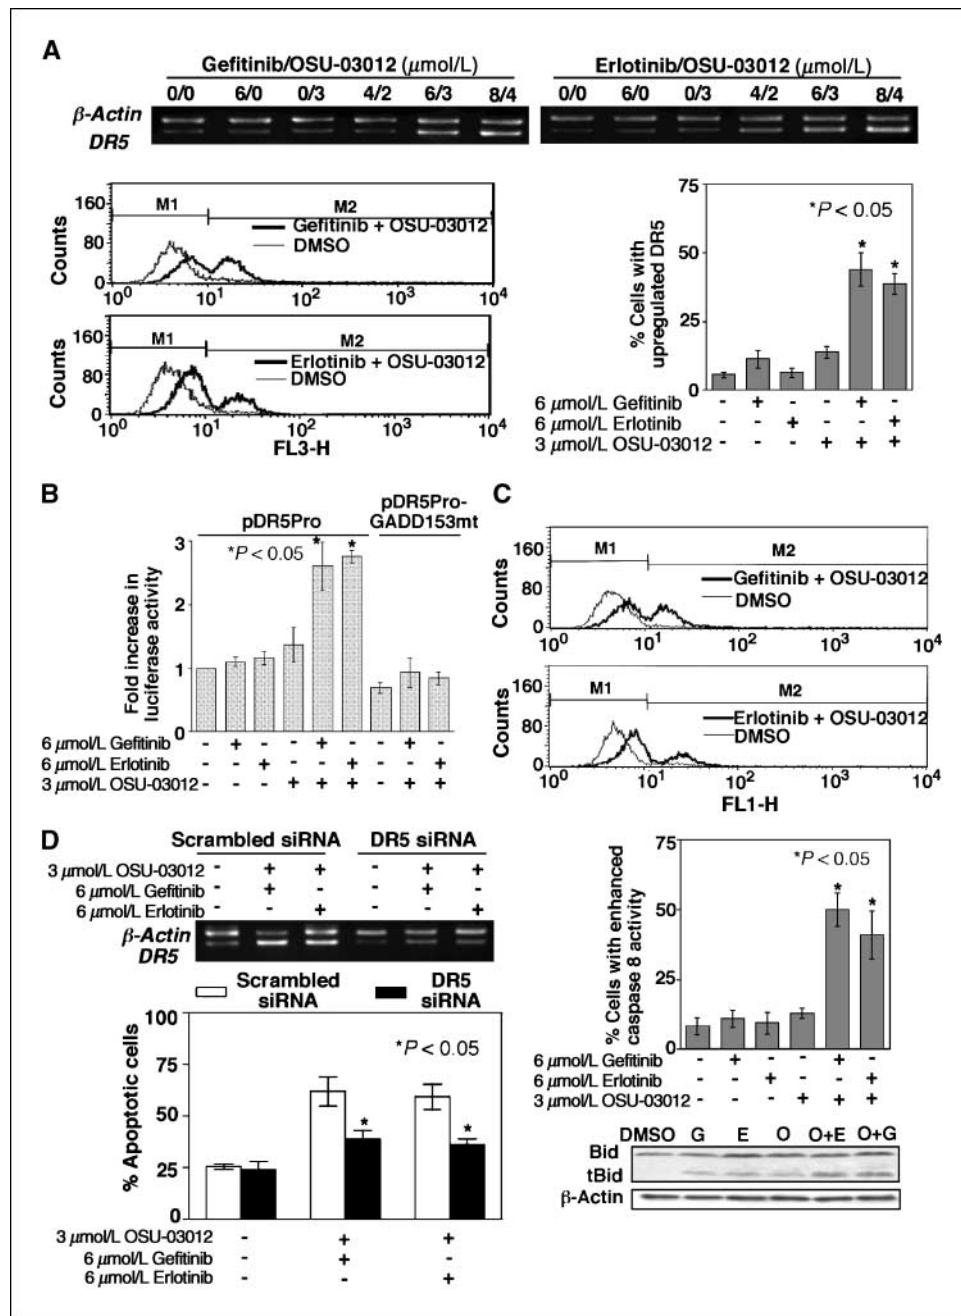 A
Gefitinib/OSU-03012 (μmol/L)
0/0 6/0 0/3 4/2 6/3 8/4
β-Actin
DR5
Erlotinib/OSU-03012 (μmol/L)
0/0 6/0 0/3 4/2 6/3 8/4
Counts
160
80
0
M1
M2
Gefitinib + OSU-03012
DMSO
10⁰ 10¹ 10² 10³ 10⁴
Counts
160
80
0
M1
M2
Erlotinib + OSU-03012
DMSO
10⁰ 10¹ 10² 10³ 10⁴
FL3-H
% Cells with
upregulated DR5
75
50
25
0
*P < 0.05
* *
6 μmol/L Gefitinib - + - - + -
6 μmol/L Erlotinib - - + - - +
3 μmol/L OSU-03012 - - - + + +
B
pDR5Pro
pDR5Pro-
GADD153mt
Fold increase in
luciferase activity
3
2
1
0
*P < 0.05
* *
6 μmol/L Gefitinib - + - - + - - + -
6 μmol/L Erlotinib - - + - - + - - +
3 μmol/L OSU-03012 - - - + + + - + +
C
Counts
160
80
0
M1
M2
Gefitinib + OSU-03012
DMSO
10⁰ 10¹ 10² 10³ 10⁴
Counts
160
80
0
M1
M2
Erlotinib + OSU-03012
DMSO
10⁰ 10¹ 10² 10³ 10⁴
FL1-H
% Cells with enhanced
caspase 8 activity
75
50
25
0
*P < 0.05
* *
6 μmol/L Gefitinib - + - - + -
6 μmol/L Erlotinib - - + - - +
3 μmol/L OSU-03012 - - - + + +
DMSO G E O O+E O+G
Bid
tBid
β-Actin
D
Scrambled siRNA DR5 siRNA
3 μmol/L OSU-03012 - + + - + +
6 μmol/L Gefitinib - + - - + -
6 μmol/L Erlotinib - - + - - +
β-Actin
DR5
Scrambled
siRNA
DR5
siRNA
% Apoptotic cells
100
75
50
25
0
*P < 0.05
* *
3 μmol/L OSU-03012 - + +
6 μmol/L Gefitinib - + -
6 μmol/L Erlotinib - - +